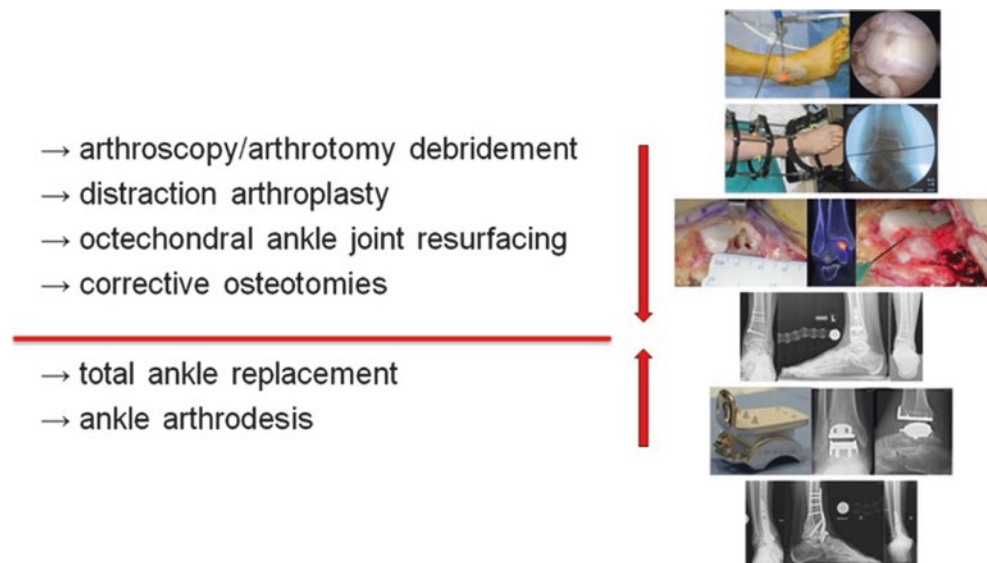 → arthroscopy/arthrotomy debridement
→ distraction arthroplasty
→ octechondral ankle joint resurfacing
→ corrective osteotomies
→ total ankle replacement
→ ankle arthrodesis
L